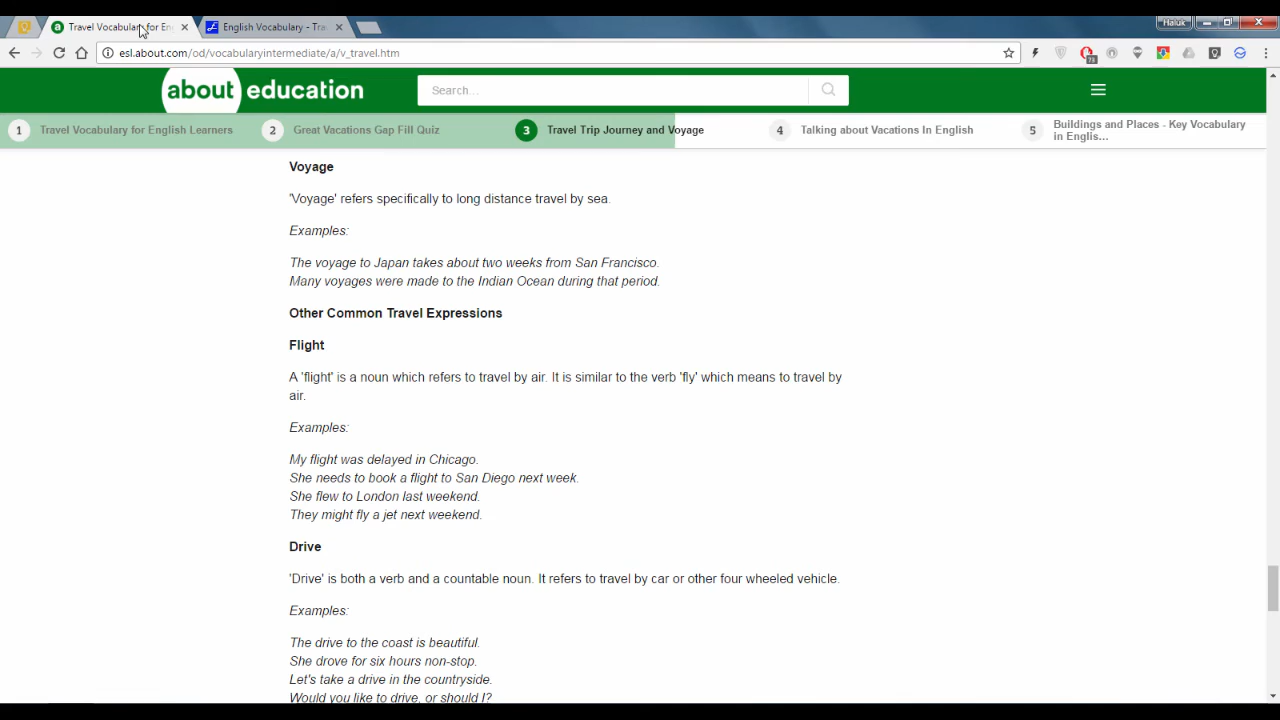 Travel Vocabulary for En
English Vocabulary - Tra
Haluk
esl.about.com/od/vocabularyintermediate/a/v_travel.htm
about education
Search...
1 Travel Vocabulary for English Learners
2 Great Vacations Gap Fill Quiz
3 Travel Trip Journey and Voyage
4 Talking about Vacations In English
5 Buildings and Places - Key Vocabulary
in Englis...
Voyage
'Voyage' refers specifically to long distance travel by sea.
Examples:
The voyage to Japan takes about two weeks from San Francisco.
Many voyages were made to the Indian Ocean during that period.
Other Common Travel Expressions
Flight
A 'flight' is a noun which refers to travel by air. It is similar to the verb 'fly' which means to travel by
air.
Examples:
My flight was delayed in Chicago.
She needs to book a flight to San Diego next week.
She flew to London last weekend.
They might fly a jet next weekend.
Drive
'Drive' is both a verb and a countable noun. It refers to travel by car or other four wheeled vehicle.
Examples:
The drive to the coast is beautiful.
She drove for six hours non-stop.
Let's take a drive in the countryside.
Would you like to drive, or should I?